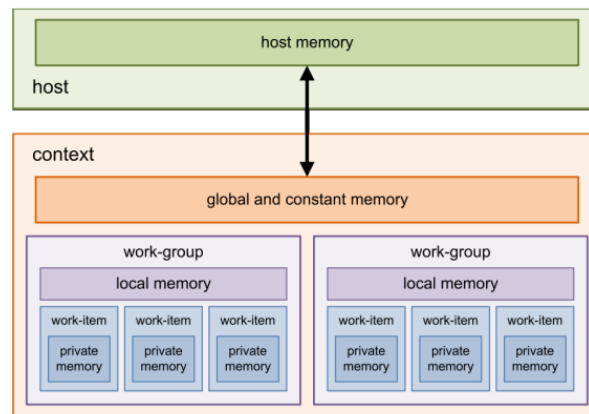 host memory
host
context
global and constant memory
work-group
local memory
work-item
private
memory
work-item
private
memory
work-item
private
memory
work-group
local memory
work-item
private
memory
work-item
private
memory
work-item
private
memory